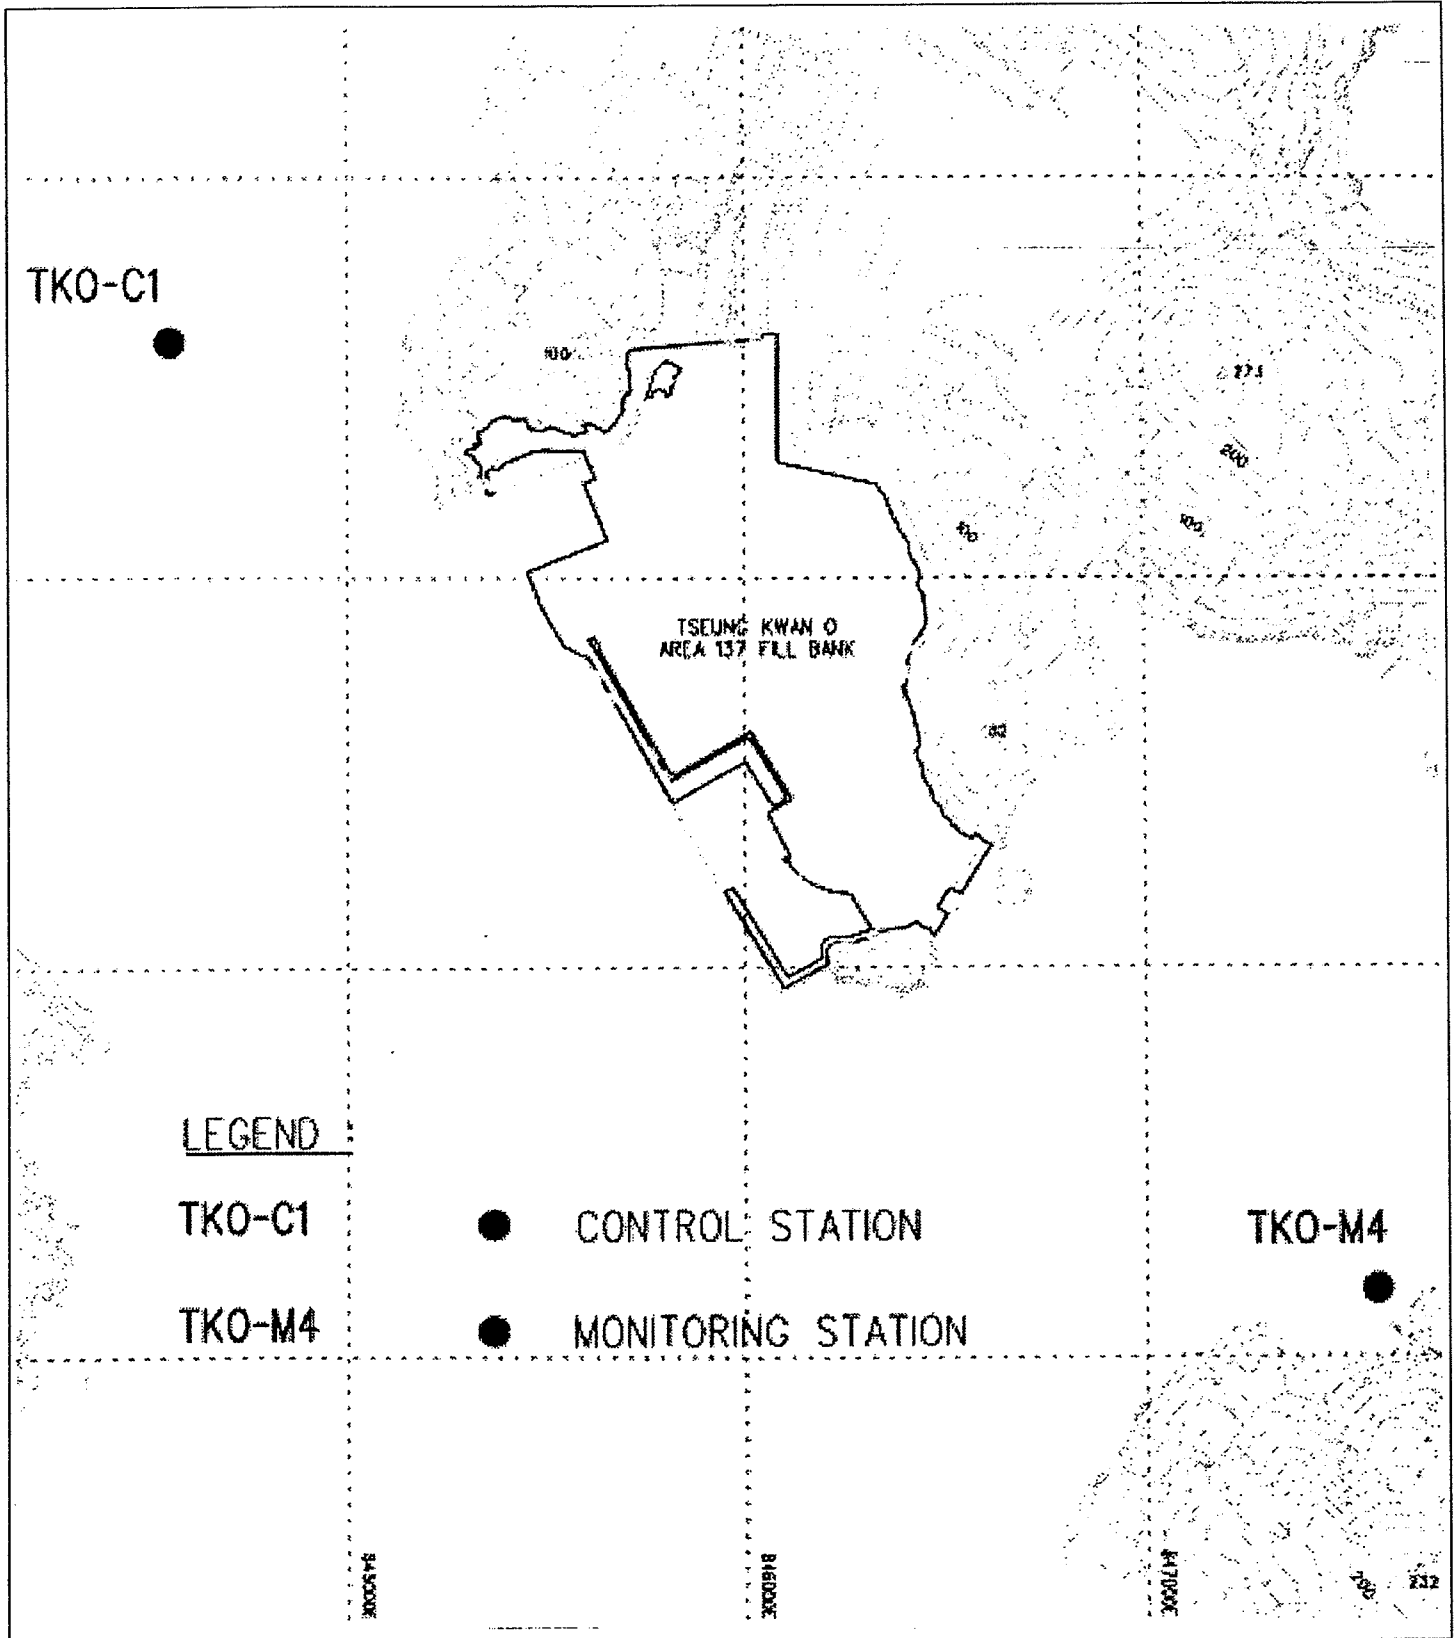 TKO-C1
100
273
200
100
TSEUNG KWAN O
AREA 137 FILL BANK
LEGEND :
TKO-C1 CONTROL STATION
TKO-M4
TKO-M4 MONITORING STATION
845000E
846000E
847000E
232